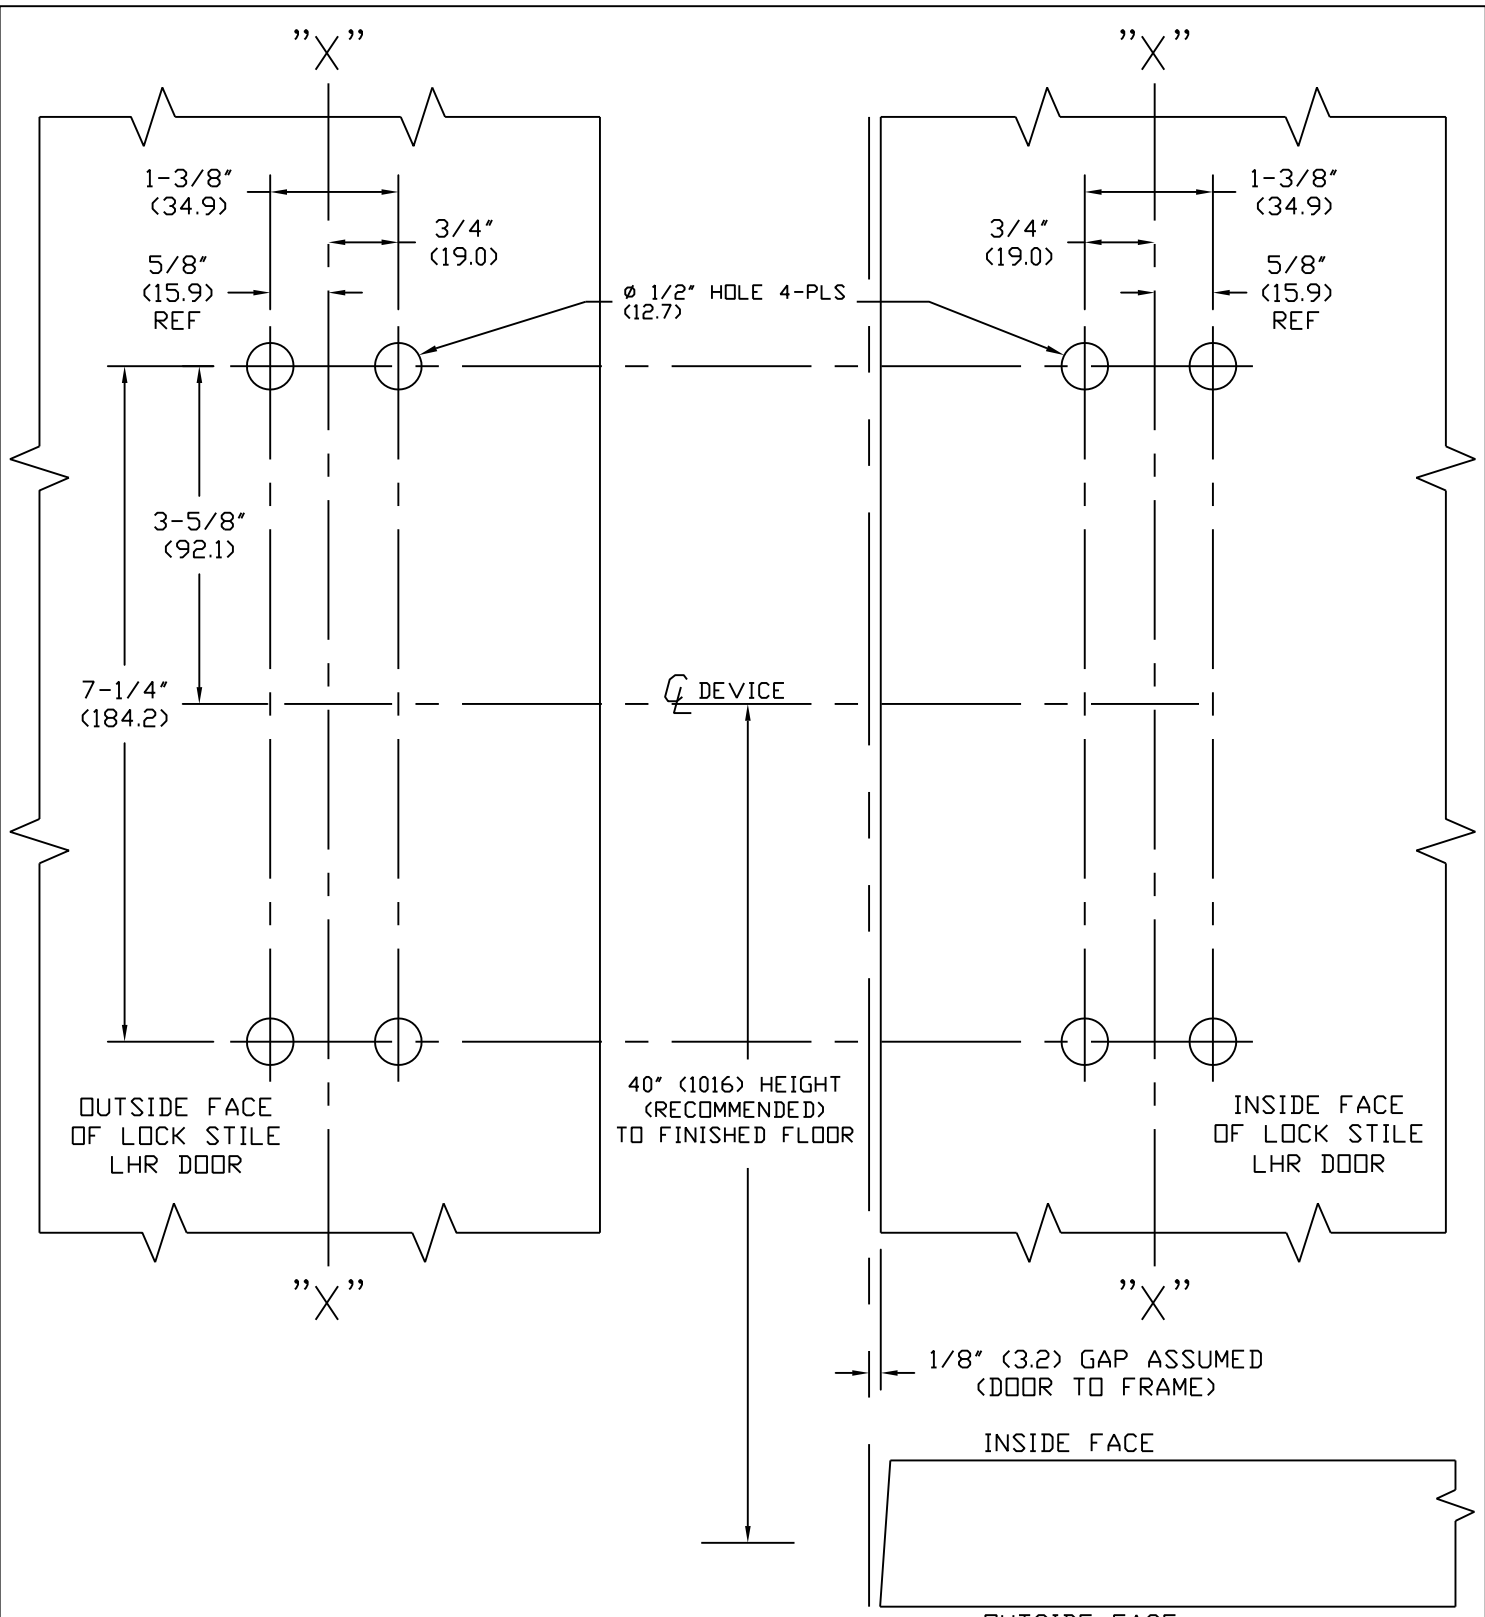 "X"
"X"
1-3/8"
(34.9)
3/4"
(19.0)
5/8"
(15.9)
REF
Ø 1/2" HOLE 4-PLS
(12.7)
3/4"
(19.0)
1-3/8"
(34.9)
5/8"
(15.9)
REF
3-5/8"
(92.1)
7-1/4"
(184.2)
℄ DEVICE
40" (1016) HEIGHT
(RECOMMENDED)
TO FINISHED FLOOR
OUTSIDE FACE
OF LOCK STILE
LHR DOOR
INSIDE FACE
OF LOCK STILE
LHR DOOR
"X"
"X"
1/8" (3.2) GAP ASSUMED
(DOOR TO FRAME)
INSIDE FACE
OUTSIDE FACE